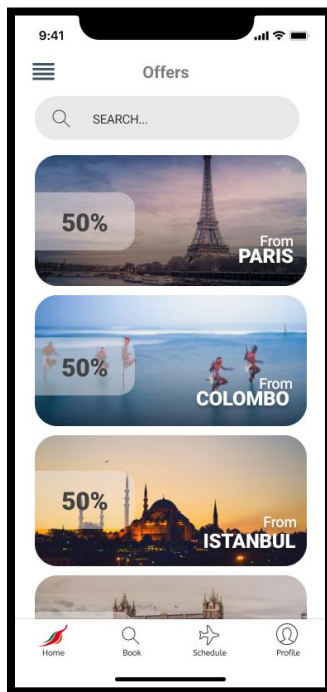 9:41
Offers
SEARCH...
50%
From
PARIS
50%
From
COLOMBO
50%
From
ISTANBUL
Home
Book
Schedule
Profile